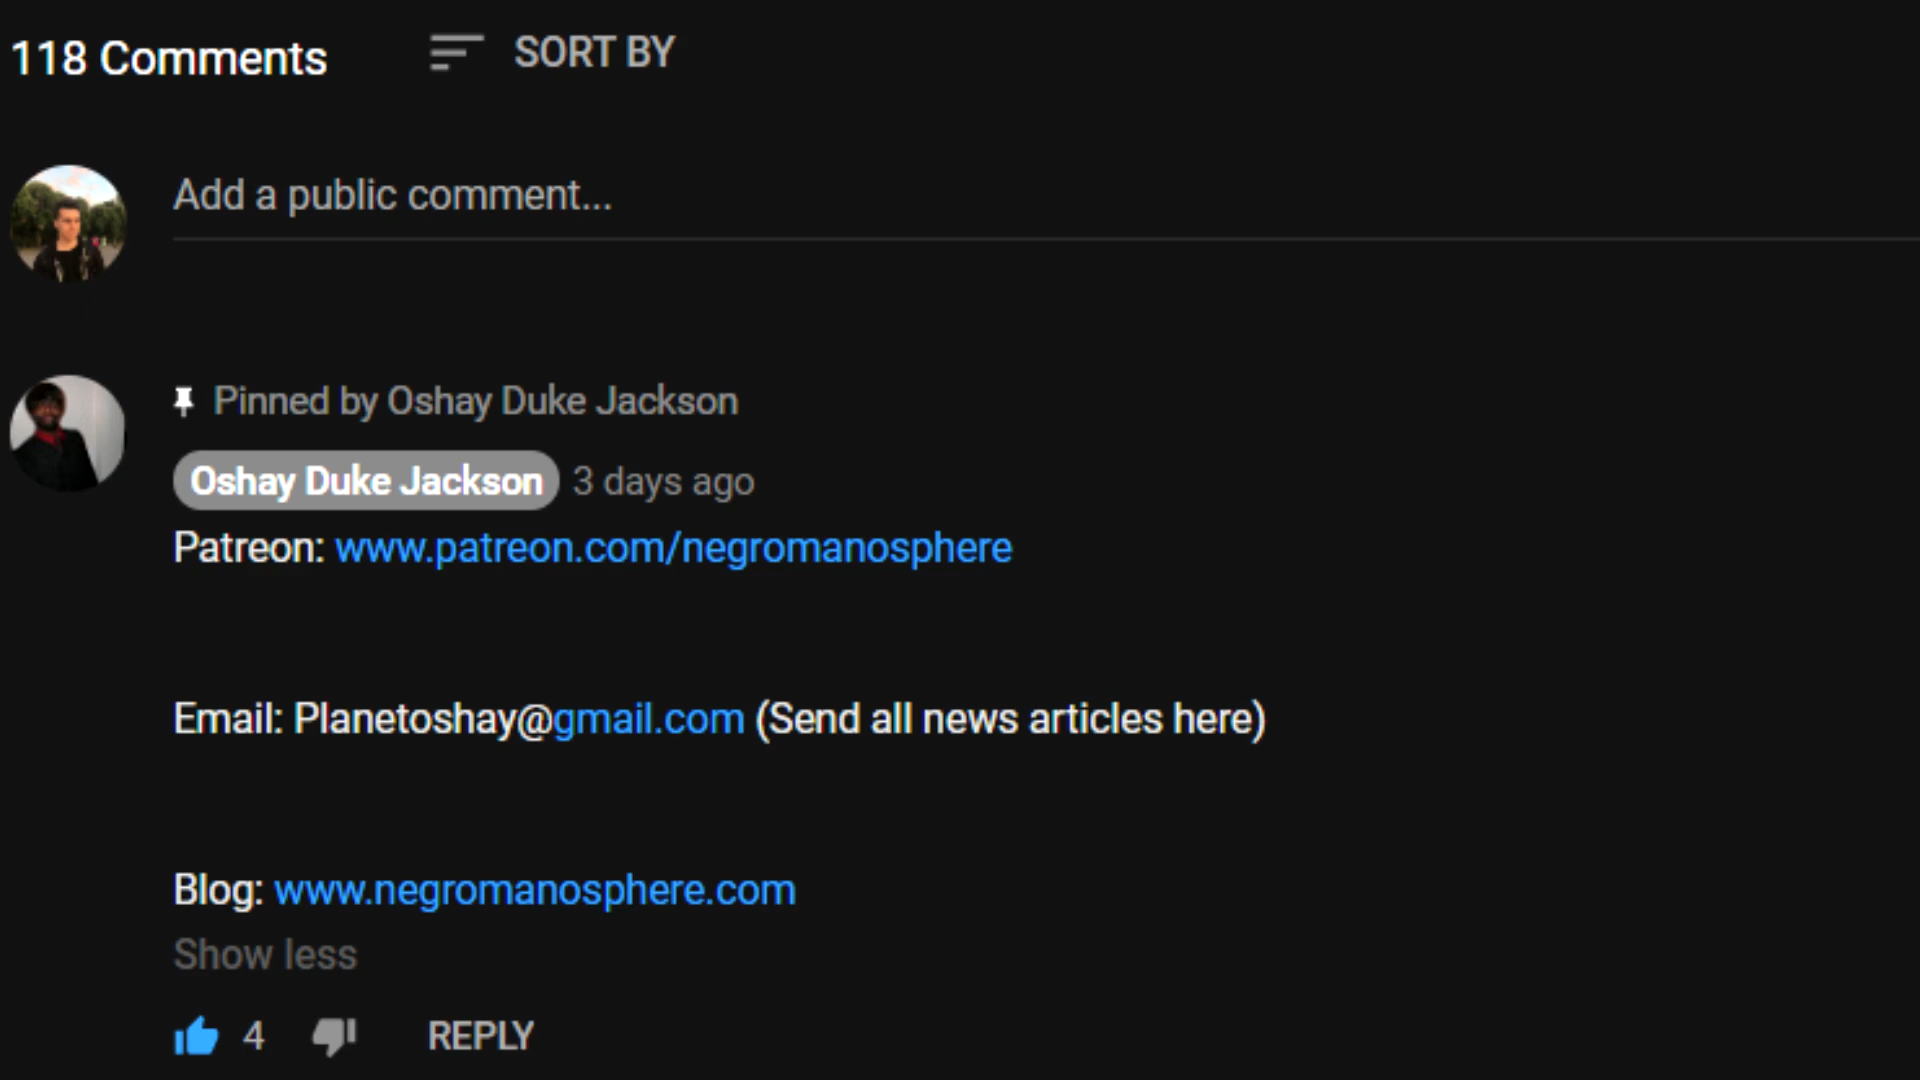 118 Comments
SORT BY
Add a public comment...
Pinned by Oshay Duke Jackson
Oshay Duke Jackson 3 days ago
Patreon: www.patreon.com/negromanosphere
Email: Planetoshay@gmail.com (Send all news articles here)
Blog: www.negromanosphere.com
Show less
4 REPLY